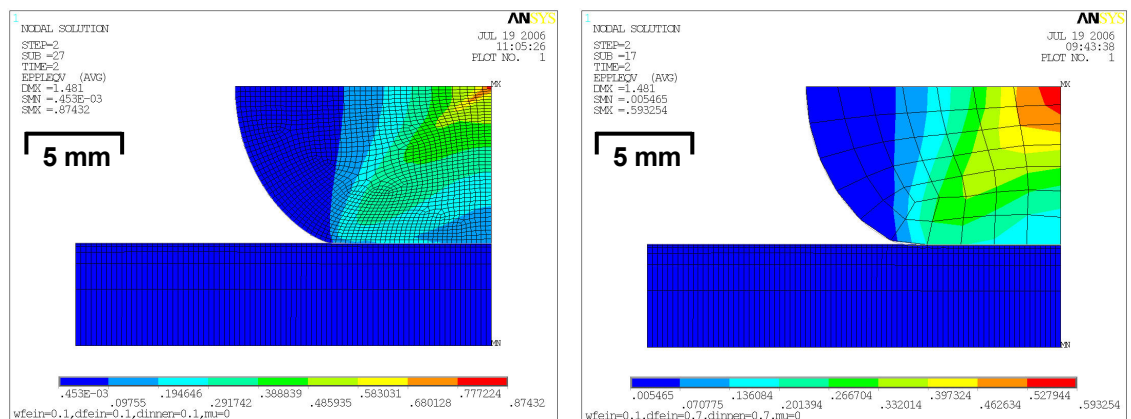 1
ANSYS
NODAL SOLUTION
JUL 19 2006
11:05:26
PLOT NO. 1
STEP=2
SUB =27
TIME=2
EPPLEQV (AVG)
DMX =1.481
SMN =.453E-03
SMX =.87432
5 mm
MX
MN
.453E-03 .194646 .388839 .583031 .777224
.09755 .291742 .485935 .680128 .87432
wfein=0.1,dfein=0.1,dinnen=0.1,mu=0
1
ANSYS
NODAL SOLUTION
JUL 19 2006
09:43:38
PLOT NO. 1
STEP=2
SUB =17
TIME=2
EPPLEQV (AVG)
DMX =1.481
SMN =.005465
SMX =.593254
5 mm
MX
MN
.005465 .136084 .266704 .397324 .527944
.070775 .201394 .332014 .462634 .593254
wfein=0.1,dfein=0.7,dinnen=0.7,mu=0